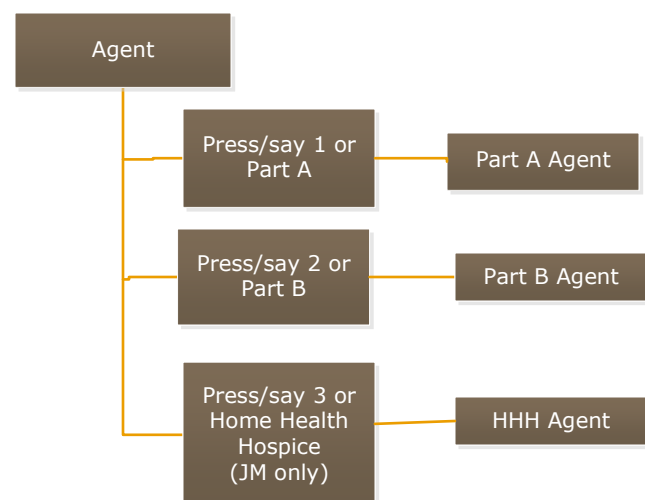 Agent
Press/say 1 or
Part A
Part A Agent
Press/say 2 or
Part B
Part B Agent
Press/say 3 or
Home Health
Hospice
(JM only)
HHH Agent